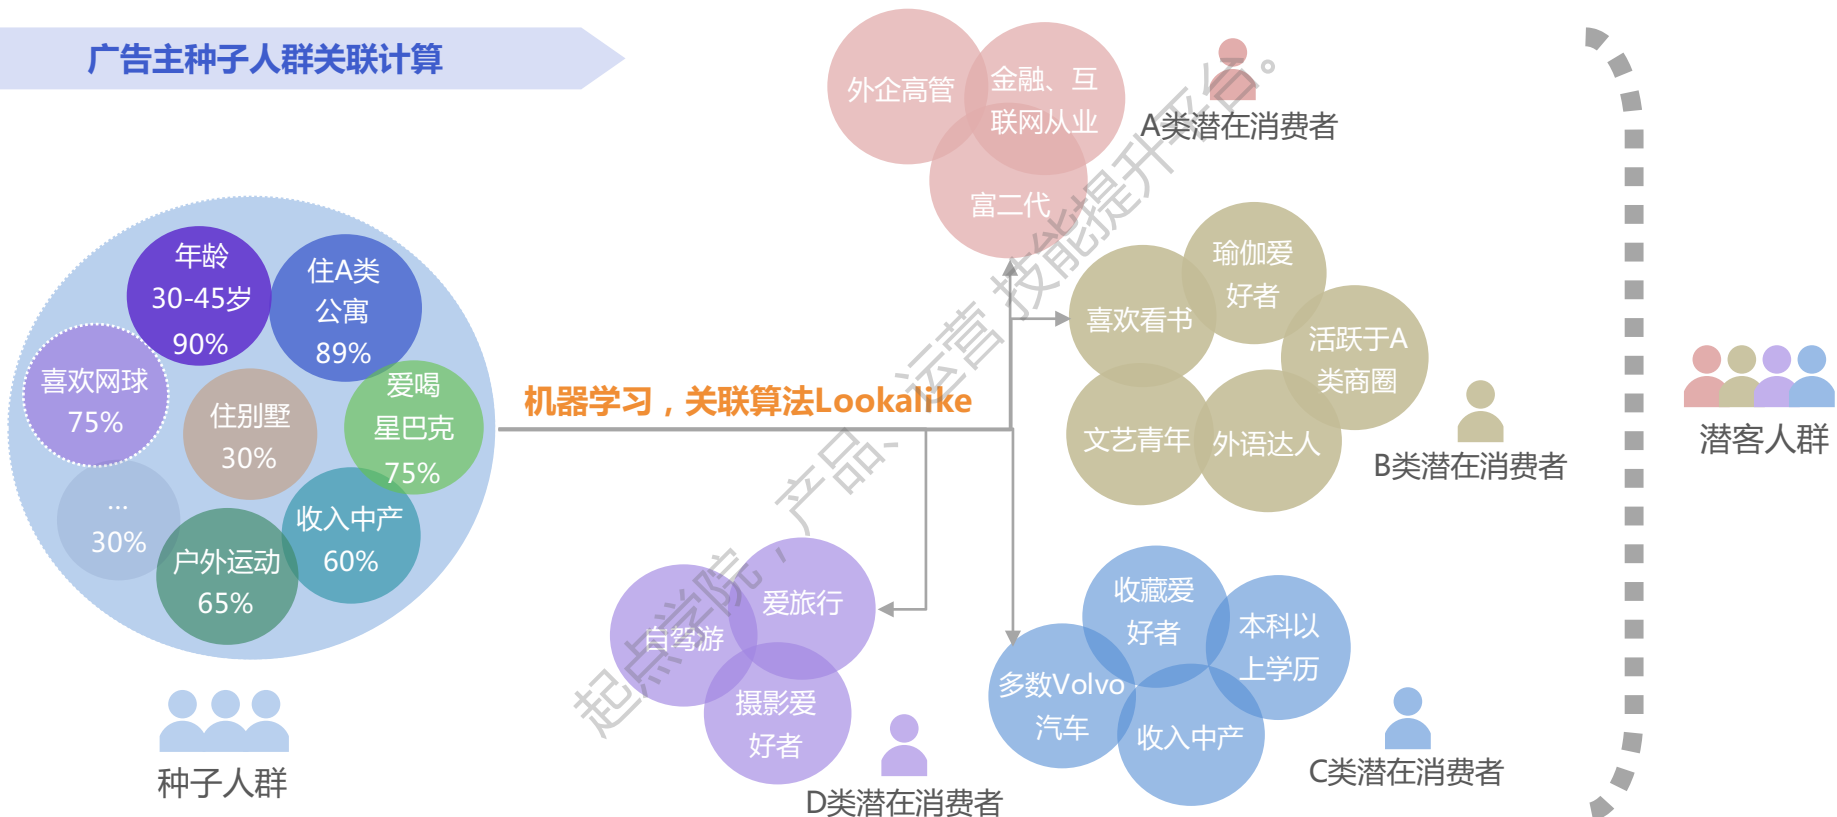 广告主种子人群关联计算
年龄
30-45岁
90%
住A类
公寓
89%
喜欢网球
75%
住别墅
30%
爱喝
星巴克
75%
...
30%
户外运动
65%
收入中产
60%
种子人群
机器学习，关联算法Lookalike
外企高管
金融、互
联网从业
富二代
A类潜在消费者
喜欢看书
瑜伽爱
好者
活跃于A
类商圈
文艺青年
外语达人
B类潜在消费者
自驾游
爱旅行
摄影爱
好者
D类潜在消费者
收藏爱
好者
本科以
上学历
多数Volvo
汽车
收入中产
C类潜在消费者
潜客人群
起点学院，产品、运营 技能提升平台。